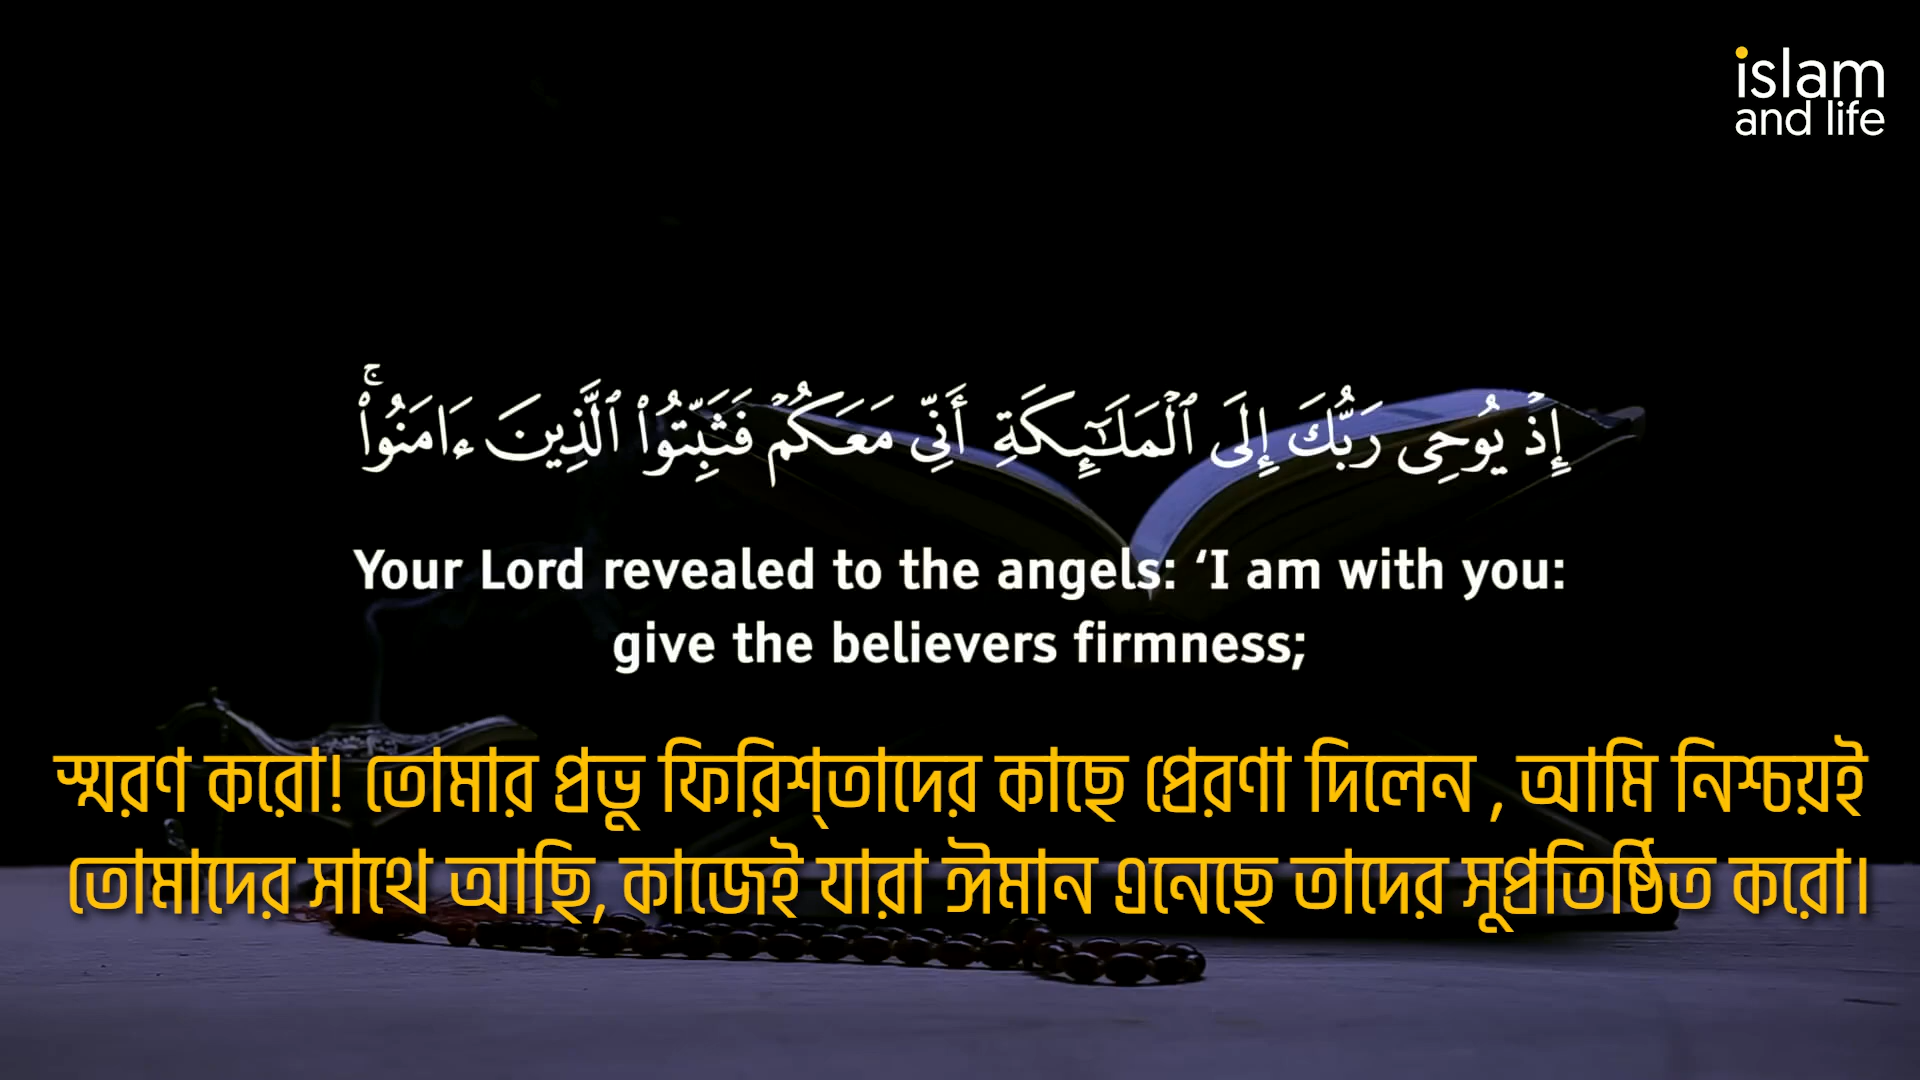 islam
and life
إِذْ يُوحِى رَبُّكَ إِلَى ٱلْمَلَـٰٓئِكَةِ أَنِّى مَعَكُمْ فَثَبِّتُوا۟ ٱلَّذِينَ ءَامَنُوا۟ ۚ
Your Lord revealed to the angels: ‘I am with you:
give the believers firmness;
স্মরণ করো! তোমার প্রভু ফিরিশ্‌তাদের কাছে প্রেরণা দিলেন , আমি নিশ্চয়ই
তোমাদের সাথে আছি, কাজেই যারা ঈমান এনেছে তাদের সুপ্রতিষ্ঠিত করো।